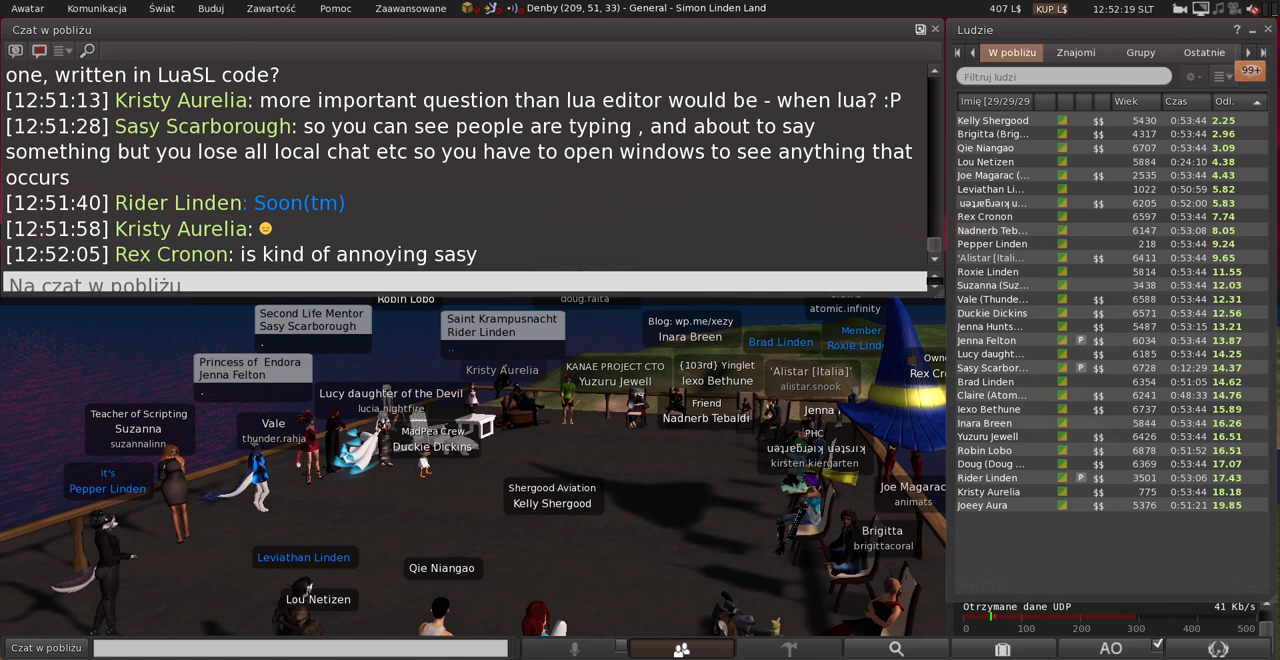 Awatar Komunikacja Świat Buduj Zawartość Pomoc Zaawansowane Denby (209, 51, 33) - General - Simon Linden Land 407 L$ KUP L$ 12:52:19 SLT
Czat w pobliżu
one, written in LuaSL code?
[12:51:13] Kristy Aurelia: more important question than lua editor would be - when lua? :P
[12:51:28] Sasy Scarborough: so you can see people are typing , and about to say
something but you lose all local chat etc so you have to open windows to see anything that
occurs
[12:51:40] Rider Linden: Soon(tm)
[12:51:58] Kristy Aurelia:
[12:52:05] Rex Cronon: is kind of annoying sasy
Na czat w pobliżu
Robin Lobo
doug.falta
atomic.infinity
Second Life Mentor
Sasy Scarborough
.
Saint Krampusnacht
Rider Linden
..
Blog: wp.me/xezy
Inara Breen
Brad Linden
Member
Roxie Lind
Princess of Endora
Jenna Felton
.
Kristy Aurelia
KANAE PROJECT CTO
Yuzuru Jewell
{103rd} Yinglet
Iexo Bethune
'Alistar [Italia]'
alistar.snook
Owne
Rex Cro
Lucy daughter of the Devil
lucia.nightfire
Friend
Nadnerb Tebaldi
Jenna
Teacher of Scripting
Suzanna
suzannalinn
Vale
thunder.rahja
MadPea Crew
Duckie Dickins
PHC
uǝʇɹɐƃɹǝıʞ uǝʇsɹıʞ
kirsten.kiergarten
It's
Pepper Linden
Shergood Aviation
Kelly Shergood
Joe Magarac
animats
Brigitta
brigittacoral
Leviathan Linden
Qie Niangao
Lou Netizen
Czat w pobliżu
Ludzie
W pobliżu Znajomi Grupy Ostatnie
99+
Filtruj ludzi
Imię [29/29/29 Wiek Czas Odl.
Kelly Shergood $$ 5430 0:53:44 2.25
Brigitta (Brig... $$ 4317 0:53:44 2.96
Qie Niangao $$ 6707 0:53:44 3.09
Lou Netizen 5884 0:24:10 4.38
Joe Magarac (... $$ 2535 0:53:44 4.43
Leviathan Li... 1022 0:50:59 5.82
uǝʇɹɐƃɹǝıʞ u... $$ 6205 0:52:00 5.83
Rex Cronon 6597 0:53:44 7.74
Nadnerb Teb... 6147 0:53:08 8.05
Pepper Linden 218 0:53:44 9.24
'Alistar [Itali... $$ 6411 0:53:44 9.65
Roxie Linden 5814 0:53:44 11.55
Suzanna (Suz... 3438 0:53:44 12.03
Vale (Thunde... $$ 6588 0:53:44 12.31
Duckie Dickins $$ 6571 0:53:44 12.56
Jenna Hunts... $$ 5487 0:53:15 13.21
Jenna Felton P $$ 6034 0:53:44 13.87
Lucy daught... $$ 6185 0:53:44 14.25
Sasy Scarbor... P $$ 6728 0:12:29 14.37
Brad Linden 6354 0:51:05 14.62
Claire (Atom... $$ 6241 0:48:33 14.76
Iexo Bethune $$ 6737 0:53:44 15.89
Inara Breen 5844 0:53:44 16.26
Yuzuru Jewell $$ 6426 0:53:44 16.51
Robin Lobo $$ 6878 0:51:52 16.51
Doug (Doug ... $$ 6369 0:53:44 17.07
Rider Linden P $$ 3501 0:53:06 17.43
Kristy Aurelia $$ 775 0:53:44 18.18
Joeey Aura $$ 5376 0:51:21 19.85
Otrzymane dane UDP 41 Kb/s
0 100 200 300 400 500
AO